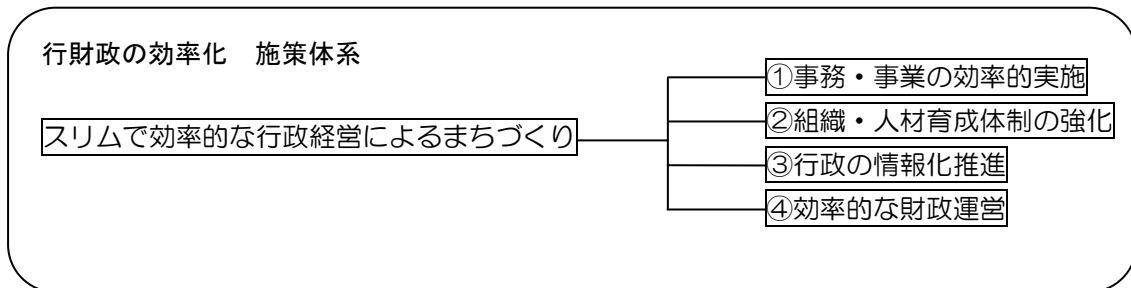 行財政の効率化　施策体系
スリムで効率的な行政経営によるまちづくり
①事務・事業の効率的実施
②組織・人材育成体制の強化
③行政の情報化推進
④効率的な財政運営